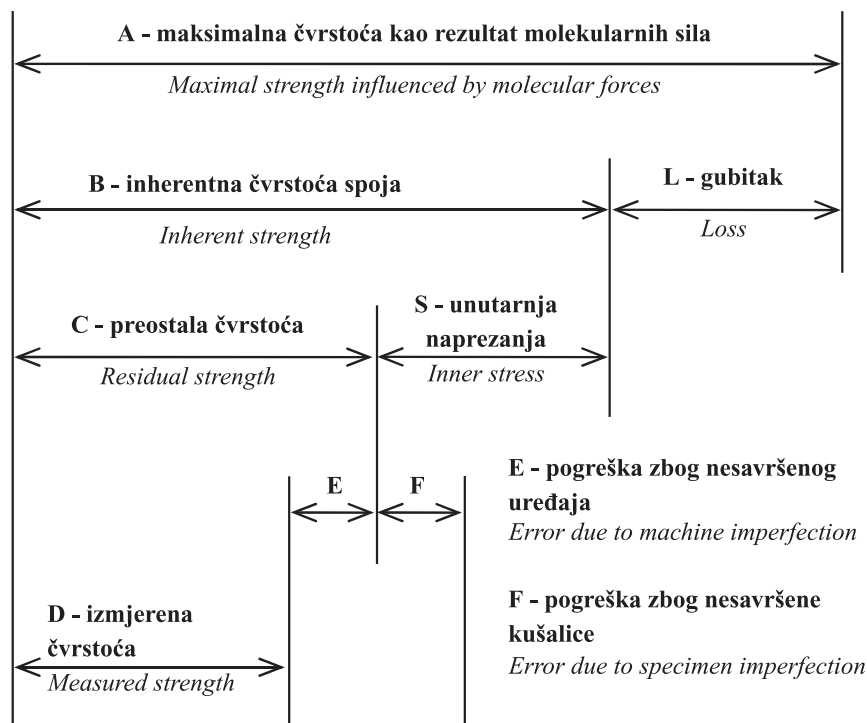 A - maksimalna čvrstoća kao rezultat molekularnih sila
Maximal strength influenced by molecular forces
B - inherentna čvrstoća spoja
Inherent strength
L - gubitak
Loss
C - preostala čvrstoća
Residual strength
S - unutarnja
naprezanja
Inner stress
E
F
E - pogreška zbog nesavršenog
uređaja
Error due to machine imperfection
D - izmjerena
čvrstoća
Measured strength
F - pogreška zbog nesavršene
kušalice
Error due to specimen imperfection